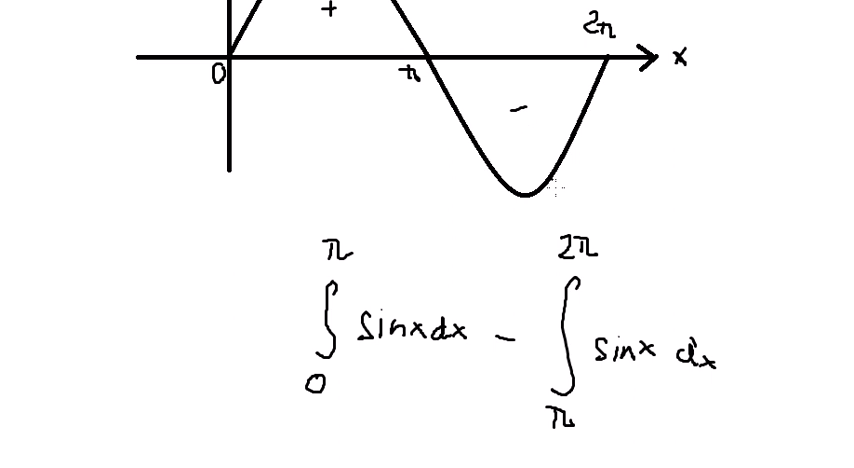 +
2π
0 π x
−
π 2π
∫ sinx dx − ∫ sinx dx
0 π